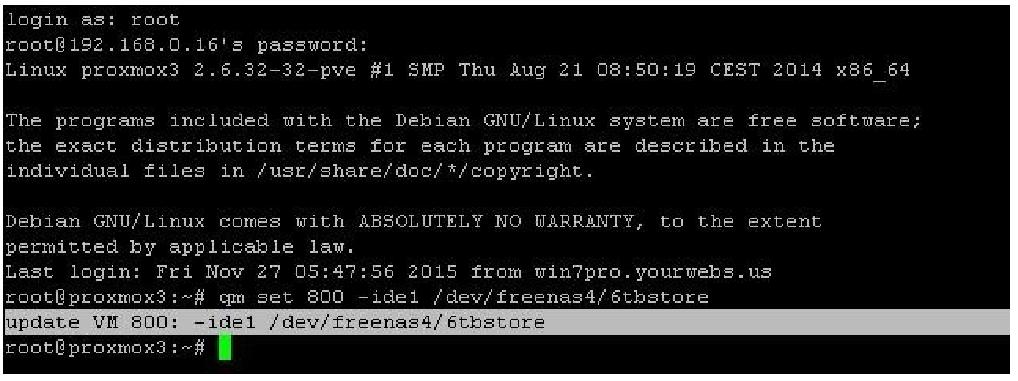 login as: root
root@192.168.0.16's password:
Linux proxmox3 2.6.32-32-pve #1 SMP Thu Aug 21 08:50:19 CEST 2014 x86_64
The programs included with the Debian GNU/Linux system are free software;
the exact distribution terms for each program are described in the
individual files in /usr/share/doc/*/copyright.
Debian GNU/Linux comes with ABSOLUTELY NO WARRANTY, to the extent
permitted by applicable law.
Last login: Fri Nov 27 05:47:56 2015 from win7pro.yourwebs.us
root@proxmox3:~# qm set 800 -ide1 /dev/freenas4/6tbstore
update VM 800: -ide1 /dev/freenas4/6tbstore
root@proxmox3:~#